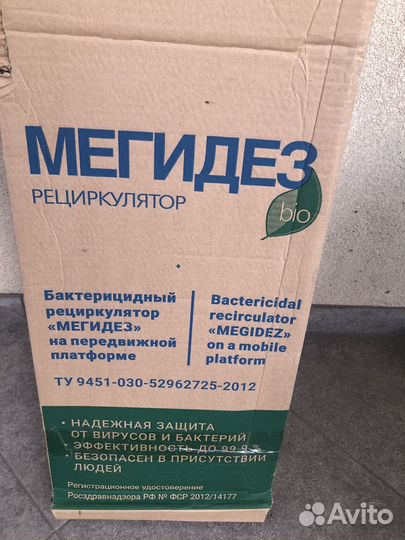 МЕГИДЕЗ
РЕЦИРКУЛЯТОР
bio
Бактерицидный
рециркулятор
«МЕГИДЕЗ»
на передвижной
платформе
Bactericidal
recirculator
«MEGIDEZ»
on a mobile
platform
ТУ 9451-030-52962725-2012
• НАДЕЖНАЯ ЗАЩИТА
ОТ ВИРУСОВ И БАКТЕРИЙ
ЭФФЕКТИВНОСТЬ ДО 99,9 %
• БЕЗОПАСЕН В ПРИСУТСТВИИ
ЛЮДЕЙ
Регистрационное удостоверение
Росздравнадзора РФ № ФСР 2012/14177
Avito